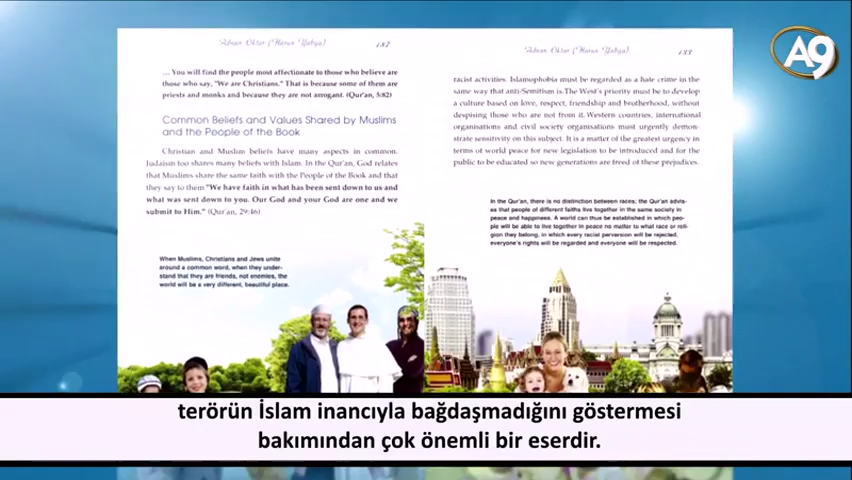 Adnan Oktar (Harun Yahya)
182
... You will find the people most affectionate to those who believe are
those who say, "We are Christians." That is because some of them are
priests and monks and because they are not arrogant. (Qur'an, 5:82)
Common Beliefs and Values Shared by Muslims
and the People of the Book
Christian and Muslim beliefs have many aspects in common.
Judaism too shares many beliefs with Islam. In the Qur'an, God relates
that Muslims share the same faith with the People of the Book and that
they say to them "We have faith in what has been sent down to us and
what was sent down to you. Our God and your God are one and we
submit to Him." (Qur'an, 29:46)
When Muslims, Christians and Jews unite
around a common word, when they under-
stand that they are friends, not enemies, the
world will be a very different, beautiful place.
Adnan Oktar (Harun Yahya)
racist activities. Islamophobia must be regarded as a hate crime in the
same way that anti-Semitism is. The West's priority must be to develop
a culture based on love, respect, friendship and brotherhood, without
despising those who are not from it. Western countries, international
organisations and civil society organisations must urgently demon-
strate sensitivity on this subject. It is a matter of the greatest urgency in
terms of world peace for new legislation to be introduced and for the
public to be educated so new generations are freed of these prejudices.
In the Qur'an, there is no distinction between races; the Qur'an advis-
es that people of different faiths live together in the same society in
peace and happiness. A world can thus be established in which peo-
ple will be able to live together in peace no matter to what race or reli-
gion they belong, in which every racist perversion will be rejected,
everyone's rights will be regarded and everyone will be respected.
A9
terörün İslam inancıyla bağdaşmadığını göstermesi
bakımından çok önemli bir eserdir.